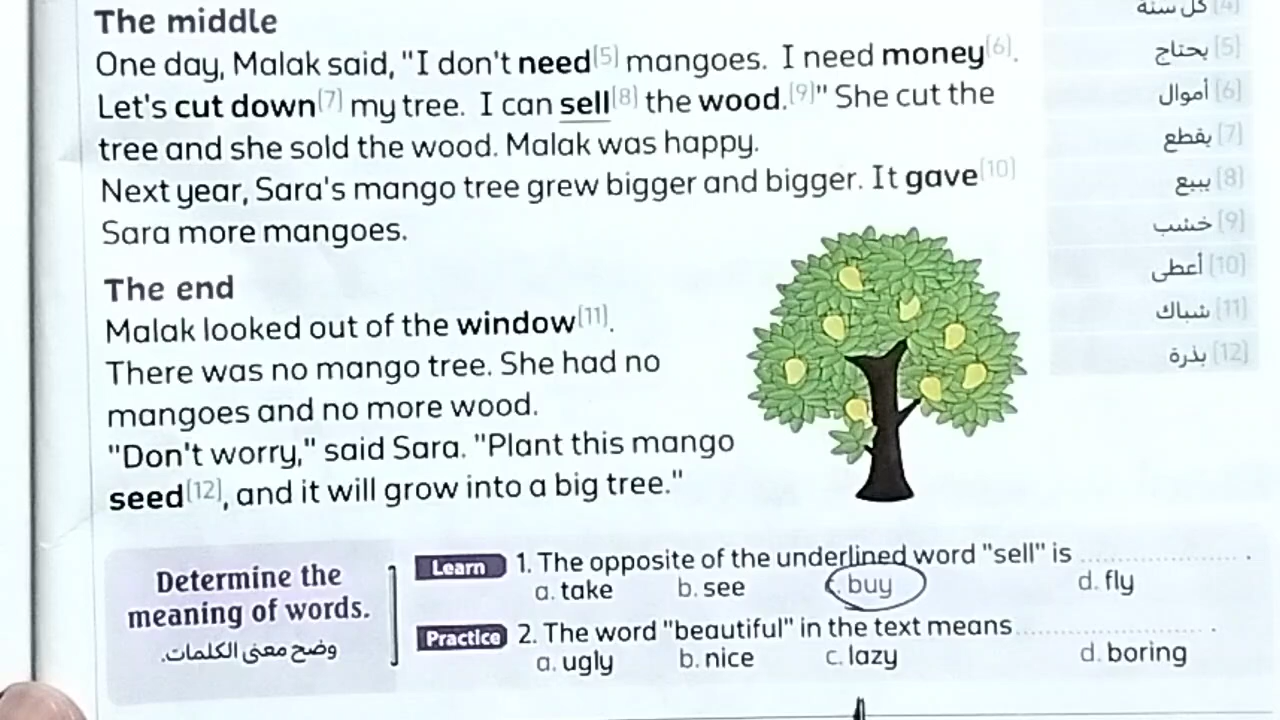 The middle
One day, Malak said, "I don't need[5] mangoes. I need money[6].
Let's cut down[7] my tree. I can sell[8] the wood.[9]" She cut the
tree and she sold the wood. Malak was happy.
Next year, Sara's mango tree grew bigger and bigger. It gave[10]
Sara more mangoes.
The end
Malak looked out of the window[11].
There was no mango tree. She had no
mangoes and no more wood.
"Don't worry," said Sara. "Plant this mango
seed[12], and it will grow into a big tree."
[4] كل سنة
[5] يحتاج
[6] أموال
[7] يقطع
[8] يبيع
[9] خشب
[10] أعطى
[11] شباك
[12] بذرة
Determine the
meaning of words.
وضح معنى الكلمات.
Learn 1. The opposite of the underlined word "sell" is .................... .
a. take b. see c. buy d. fly
Practice 2. The word "beautiful" in the text means .................... .
a. ugly b. nice c. lazy d. boring